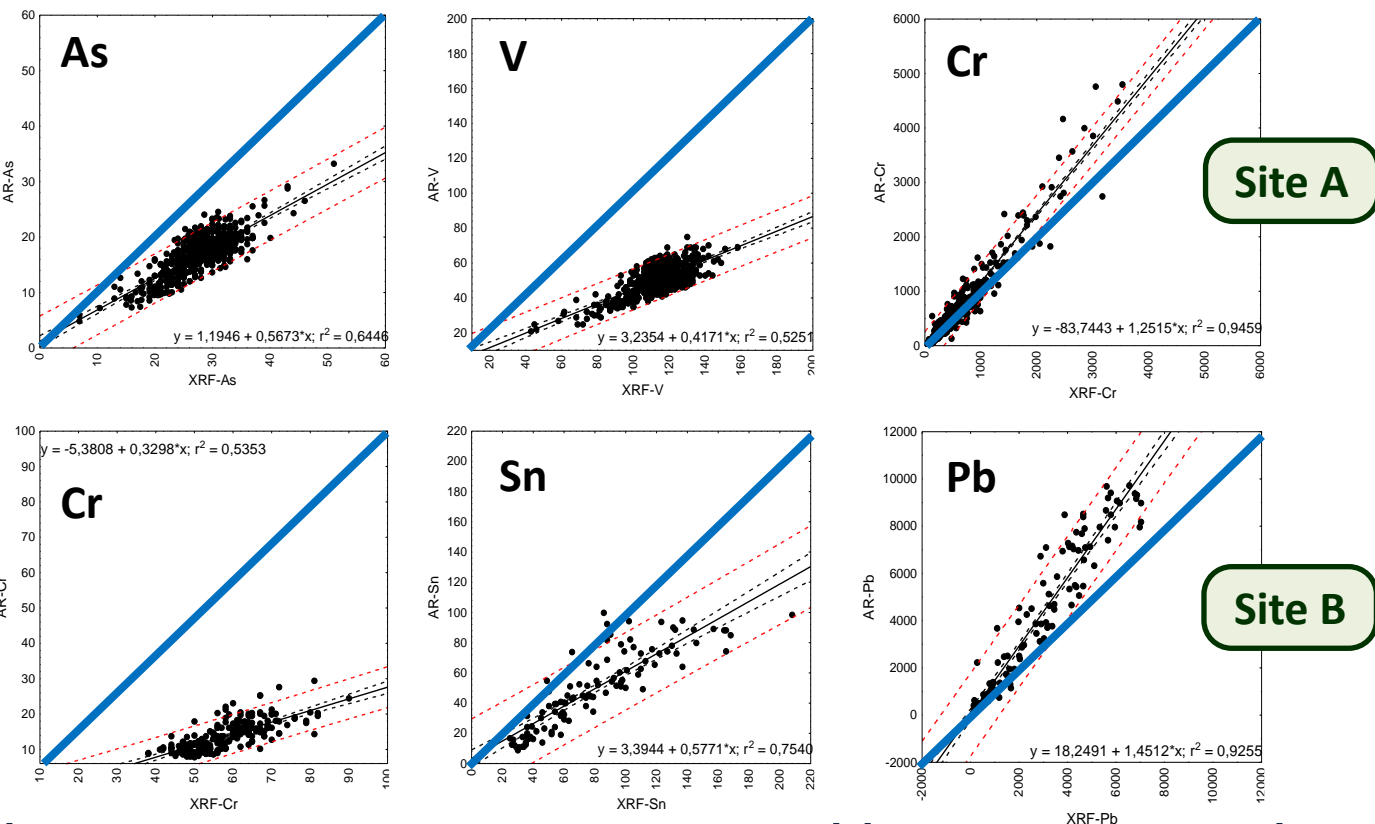 As
60
50
40
30
20
10
0
AR-As
y = 1,1946 + 0,5673*x; r² = 0,6446
0 10 20 30 40 50 60
XRF-As
V
200
180
160
140
120
100
80
60
40
20
AR-V
y = 3,2354 + 0,4171*x; r² = 0,5251
20 40 60 80 100 120 140 160 180 200
XRF-V
Cr
6000
5000
4000
3000
2000
1000
0
AR-Cr
y = -83,7443 + 1,2515*x; r² = 0,9459
0 1000 2000 3000 4000 5000 6000
XRF-Cr
Site A
Cr
100
90
80
70
60
50
40
30
20
10
AR-Cr
y = -5,3808 + 0,3298*x; r² = 0,5353
10 20 30 40 50 60 70 80 90 100
XRF-Cr
Sn
220
200
180
160
140
120
100
80
60
40
20
0
AR-Sn
y = 3,3944 + 0,5771*x; r² = 0,7540
0 20 40 60 80 100 120 140 160 180 200 220
XRF-Sn
Pb
12000
10000
8000
6000
4000
2000
0
-2000
AR-Pb
y = 18,2491 + 1,4512*x; r² = 0,9255
-2000 0 2000 4000 6000 8000 10000 12000
XRF-Pb
Site B